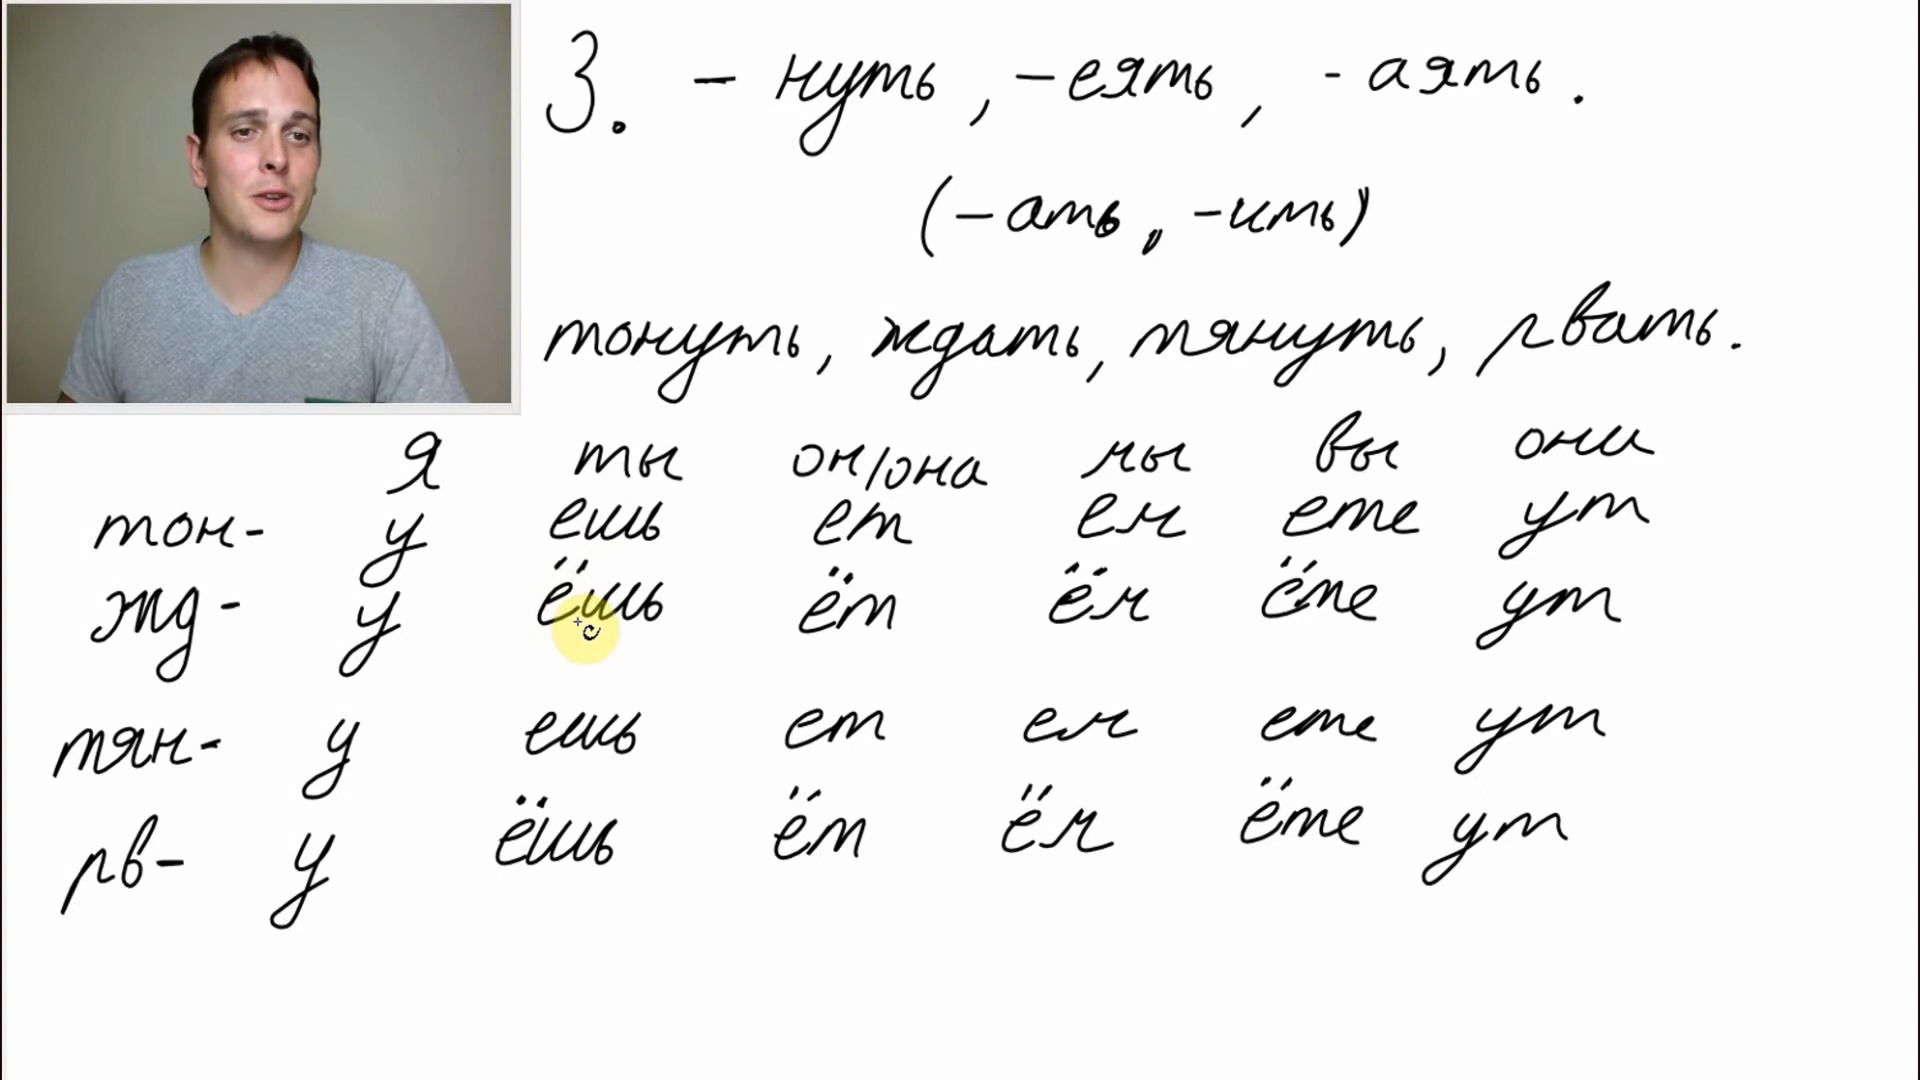 3. - нуть, - еять, - аять.
(- ать, - ить)
тонуть, ждать, тянуть, рвать.
я ты он/она мы вы они
тон- у ешь ет ем ете ут
жд- у ёшь ёт ём ёте ут
тян- у ешь ет ем ете ут
рв- у ёшь ёт ём ёте ут